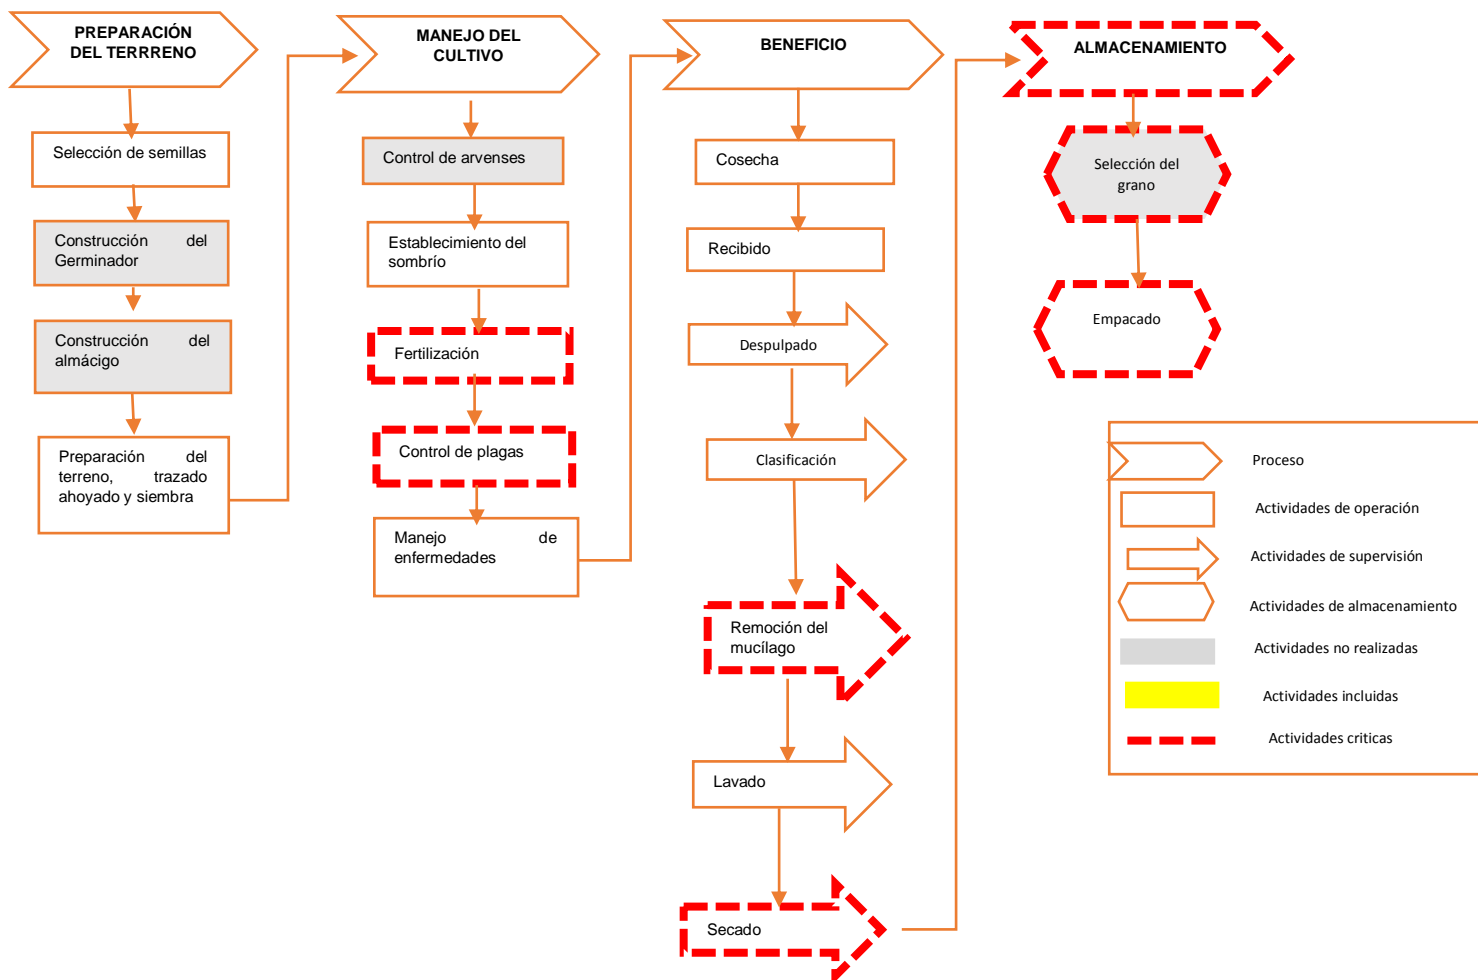 PREPARACIÓN
DEL TERRRENO
Selección de semillas
Construcción del
Germinador
Construcción del
almácigo
Preparación del
terreno, trazado
ahoyado y siembra
MANEJO DEL
CULTIVO
Control de arvenses
Establecimiento del
sombrío
Fertilización
Control de plagas
Manejo de
enfermedades
BENEFICIO
Cosecha
Recibido
Despulpado
Clasificación
Remoción del
mucílago
Lavado
Secado
ALMACENAMIENTO
Selección del
grano
Empacado
Proceso
Actividades de operación
Actividades de supervisión
Actividades de almacenamiento
Actividades no realizadas
Actividades incluidas
Actividades criticas